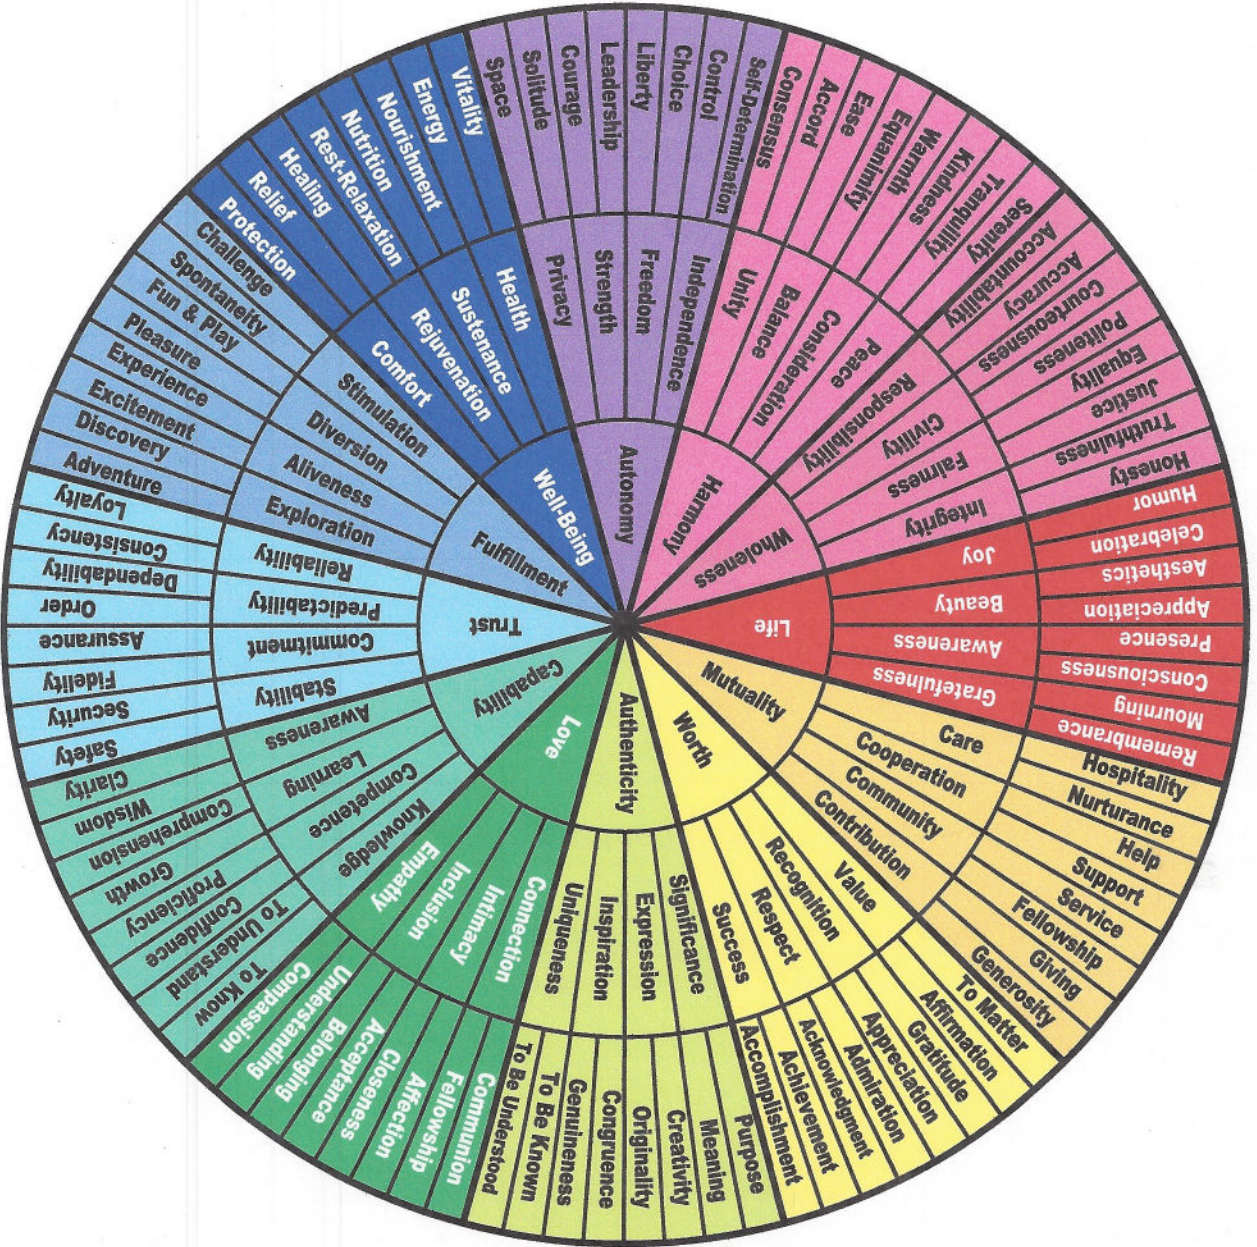 Autonomy
Independence
Freedom
Strength
Privacy
Self-Determination
Control
Choice
Liberty
Leadership
Courage
Solitude
Space
Harmony
Unity
Balance
Consideration
Peace
Consensus
Accord
Ease
Equanimity
Warmth
Kindness
Tranquility
Serenity
Wholeness
Responsibility
Civility
Fairness
Integrity
Accountability
Accuracy
Courteousness
Politeness
Equality
Justice
Truthfulness
Honesty
Life
Joy
Beauty
Awareness
Gratefulness
Humor
Celebration
Aesthetics
Appreciation
Presence
Consciousness
Mourning
Remembrance
Mutuality
Care
Cooperation
Community
Contribution
Hospitality
Nurturance
Help
Support
Service
Fellowship
Giving
Generosity
Worth
Value
Recognition
Respect
Success
To Matter
Affirmation
Gratitude
Appreciation
Admiration
Acknowledgment
Achievement
Accomplishment
Authenticity
Significance
Expression
Inspiration
Uniqueness
Purpose
Meaning
Creativity
Originality
Congruence
Genuineness
To Be Known
To Be Understood
Love
Connection
Intimacy
Inclusion
Empathy
Communion
Fellowship
Affection
Closeness
Acceptance
Belonging
Understanding
Compassion
Capability
Knowledge
Competence
Learning
Awareness
To Know
To Understand
Confidence
Proficiency
Growth
Comprehension
Wisdom
Clarity
Trust
Stability
Commitment
Predictability
Reliability
Safety
Security
Fidelity
Assurance
Order
Dependability
Consistency
Loyalty
Fulfillment
Exploration
Aliveness
Diversion
Stimulation
Adventure
Discovery
Excitement
Experience
Pleasure
Fun & Play
Spontaneity
Challenge
Well-Being
Comfort
Rejuvenation
Sustenance
Health
Protection
Relief
Healing
Rest-Relaxation
Nutrition
Nourishment
Energy
Vitality